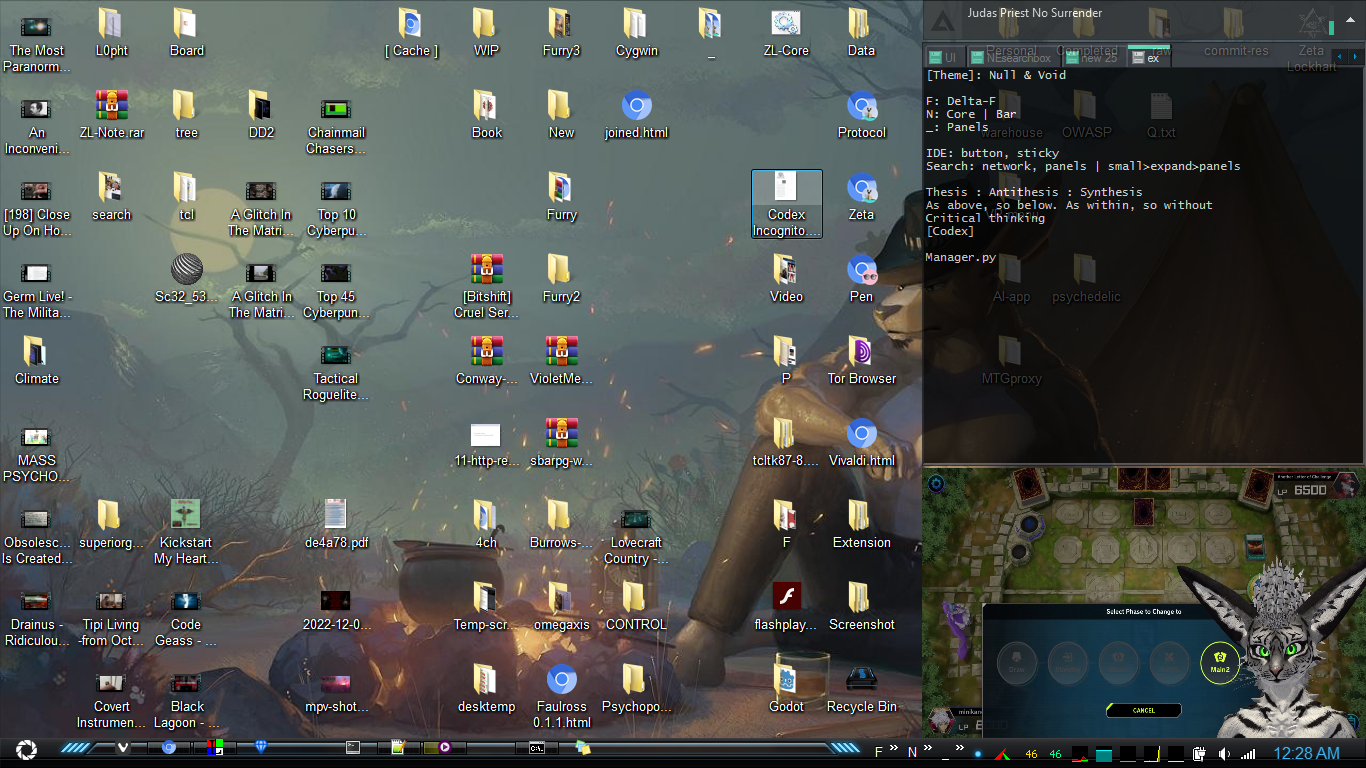 The Most
Paranorm...
L0pht
Board
[ Cache ]
WIP
Furry3
Cygwin
_
ZL-Core
Data
An
Inconveni...
ZL-Note.rar
tree
DD2
Chainmail
Chasers...
Book
New
joined.html
Protocol
[198] Close
Up On Ho...
search
tcl
A Glitch In
The Matri...
Top 10
Cyberpu...
Furry
Codex
Incognito....
Zeta
Germ Live! -
The Milita...
Sc32_53...
A Glitch In
The Matri...
Top 45
Cyberpun...
[Bitshift]
Cruel Ser...
Furry2
Video
Pen
Climate
Tactical
Roguelite...
Conway-...
VioletMe...
P
Tor Browser
MASS
PSYCHO...
11-http-re...
sbarpg-w...
tcltk87-8....
Vivaldi.html
Obsolesc...
Is Created...
superiorg...
Kickstart
My Heart...
de4a78.pdf
4ch
Burrows-...
Lovecraft
Country -...
F
Extension
Drainus -
Ridiculou...
Tipi Living
-from Oct...
Code
Geass - ...
2022-12-0...
Temp-scr...
omegaxis
CONTROL
flashplay...
Screenshot
Covert
Instrumen...
Black
Lagoon - ...
mpv-shot...
desktemp
Faulross
0.1.1.html
Psychopo...
Godot
Recycle Bin
Judas Priest No Surrender
Personal
Completed
raw
commit-res
Zeta
Lockhart
UI
NEsearchbox
new 25
ex
[Theme]: Null & Void
F: Delta-F
N: Core | Bar
_: Panels
warehouse
OWASP
Q.txt
IDE: button, sticky
Search: network, panels | small>expand>panels
Thesis : Antithesis : Synthesis
As above, so below. As within, so without
Critical thinking
[Codex]
Manager.py
AI-app
psychedelic
MTGproxy
Another Letter of Challenge
LP 6500
Select Phase to Change to
Draw
Main2
CANCEL
LP
F »
N »
_ »
46
46
12:28 AM